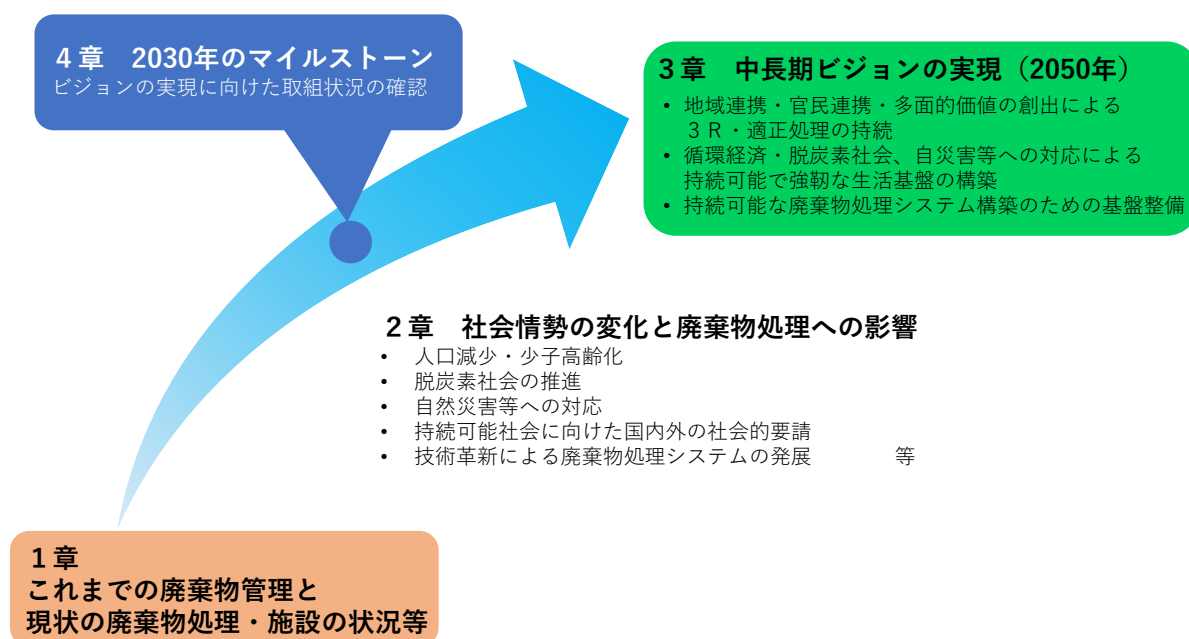 ４章　2030年のマイルストーン
ビジョンの実現に向けた取組状況の確認
３章　中長期ビジョンの実現（2050年）
• 地域連携・官民連携・多面的価値の創出による
３Ｒ・適正処理の持続
• 循環経済・脱炭素社会、自災害等への対応による
持続可能で強靭な生活基盤の構築
• 持続可能な廃棄物処理システム構築のための基盤整備
２章　社会情勢の変化と廃棄物処理への影響
• 人口減少・少子高齢化
• 脱炭素社会の推進
• 自然災害等への対応
• 持続可能社会に向けた国内外の社会的要請
• 技術革新による廃棄物処理システムの発展　　　等
１章
これまでの廃棄物管理と
現状の廃棄物処理・施設の状況等